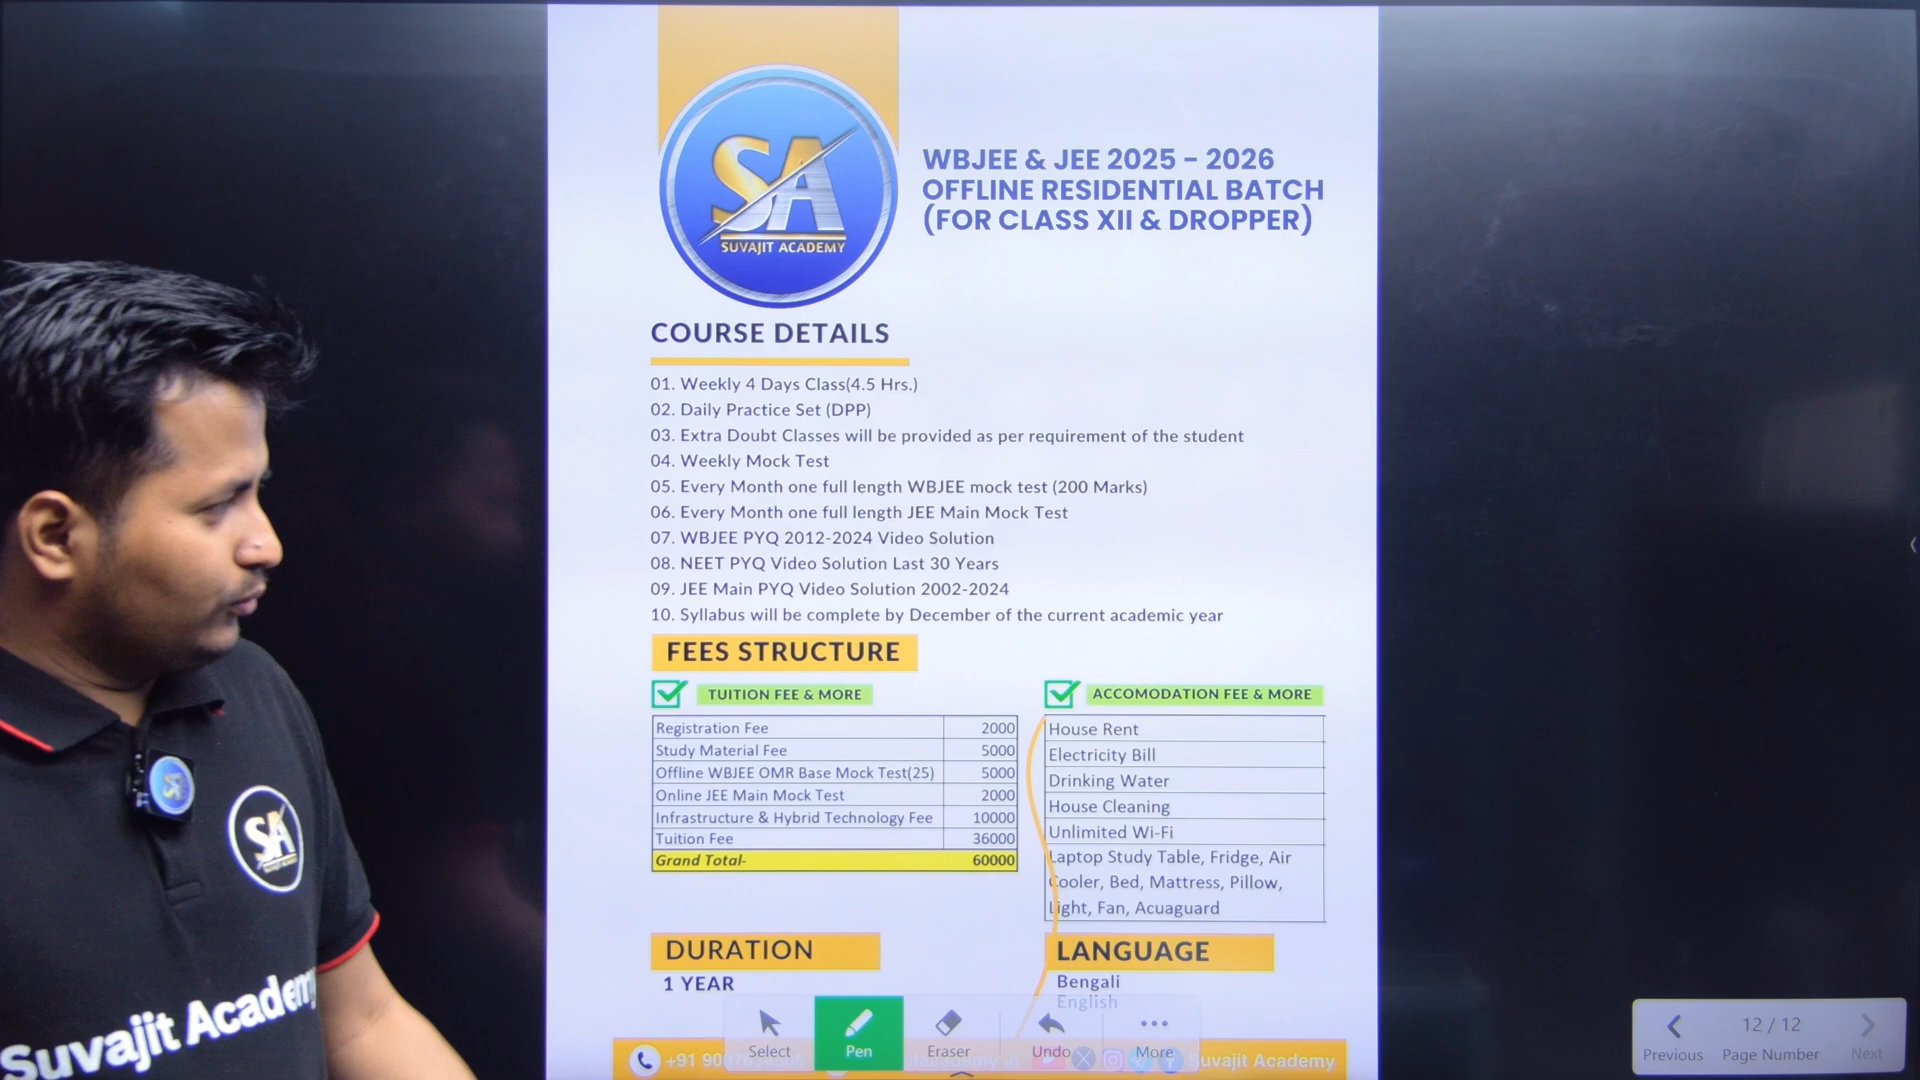 SA
SUVAJIT ACADEMY
WBJEE & JEE 2025 - 2026
OFFLINE RESIDENTIAL BATCH
(FOR CLASS XII & DROPPER)
COURSE DETAILS
01. Weekly 4 Days Class(4.5 Hrs.)
02. Daily Practice Set (DPP)
03. Extra Doubt Classes will be provided as per requirement of the student
04. Weekly Mock Test
05. Every Month one full length WBJEE mock test (200 Marks)
06. Every Month one full length JEE Main Mock Test
07. WBJEE PYQ 2012-2024 Video Solution
08. NEET PYQ Video Solution Last 30 Years
09. JEE Main PYQ Video Solution 2002-2024
10. Syllabus will be complete by December of the current academic year
FEES STRUCTURE
TUITION FEE & MORE
Registration Fee 2000
Study Material Fee 5000
Offline WBJEE OMR Base Mock Test(25) 5000
Online JEE Main Mock Test 2000
Infrastructure & Hybrid Technology Fee 10000
Tuition Fee 36000
Grand Total- 60000
ACCOMODATION FEE & MORE
House Rent
Electricity Bill
Drinking Water
House Cleaning
Unlimited Wi-Fi
Laptop Study Table, Fridge, Air
Cooler, Bed, Mattress, Pillow,
Light, Fan, Acuaguard
DURATION
1 YEAR
LANGUAGE
Bengali
English
Select
Pen
Eraser
Undo
More
+91
Suvajit Academy
12 / 12
Previous
Page Number
Next
SA
SA
Suvajit Academy